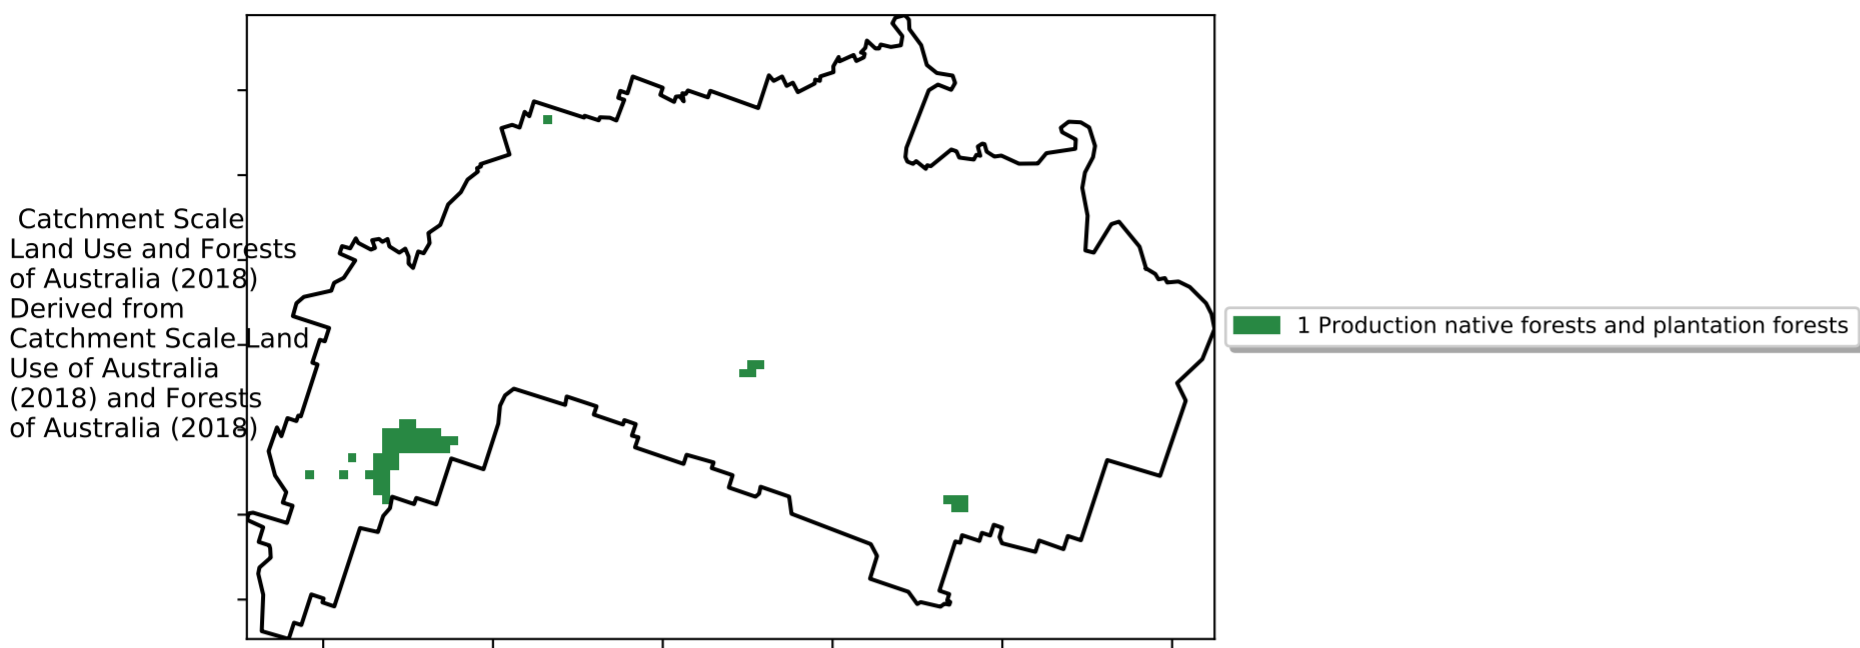 Catchment Scale
Land Use and Forests
of Australia (2018)
Derived from
Catchment Scale Land
Use of Australia
(2018) and Forests
of Australia (2018)
1 Production native forests and plantation forests